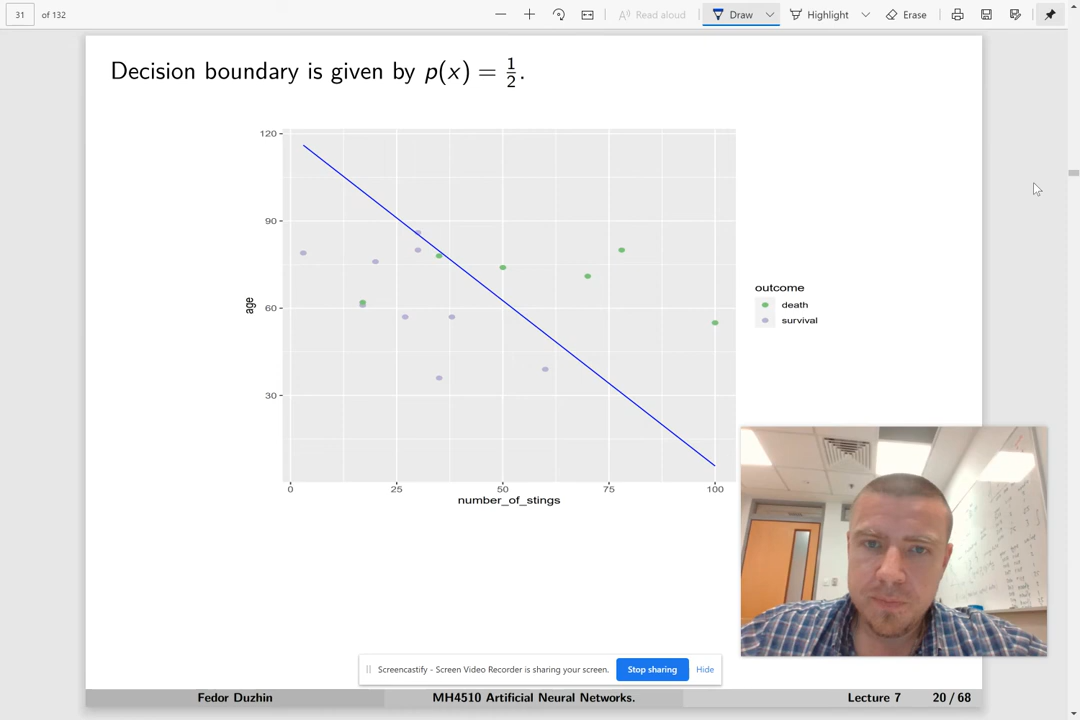 31 of 132 Read aloud Draw Highlight Erase
Decision boundary is given by p(x) = 1/2.
120
90
60
30
age
0 25 50 75 100
number_of_stings
outcome
death
survival
Screencastify - Screen Video Recorder is sharing your screen. Stop sharing Hide
Fedor Duzhin MH4510 Artificial Neural Networks. Lecture 7 20 / 68